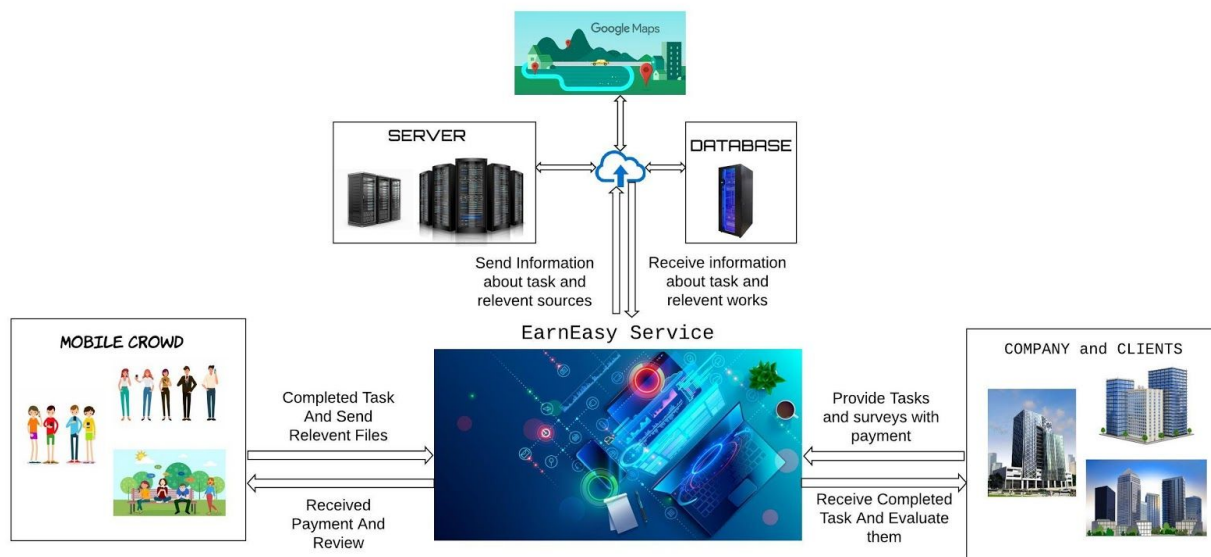 Google Maps
SERVER
DATABASE
Send Information
about task and
relevent sources
Receive information
about task and
relevent works
EarnEasy Service
MOBILE CROWD
Completed Task
And Send
Relevent Files
Received
Payment And
Review
COMPANY and CLIENTS
Provide Tasks
and surveys with
payment
Receive Completed
Task And Evaluate
them